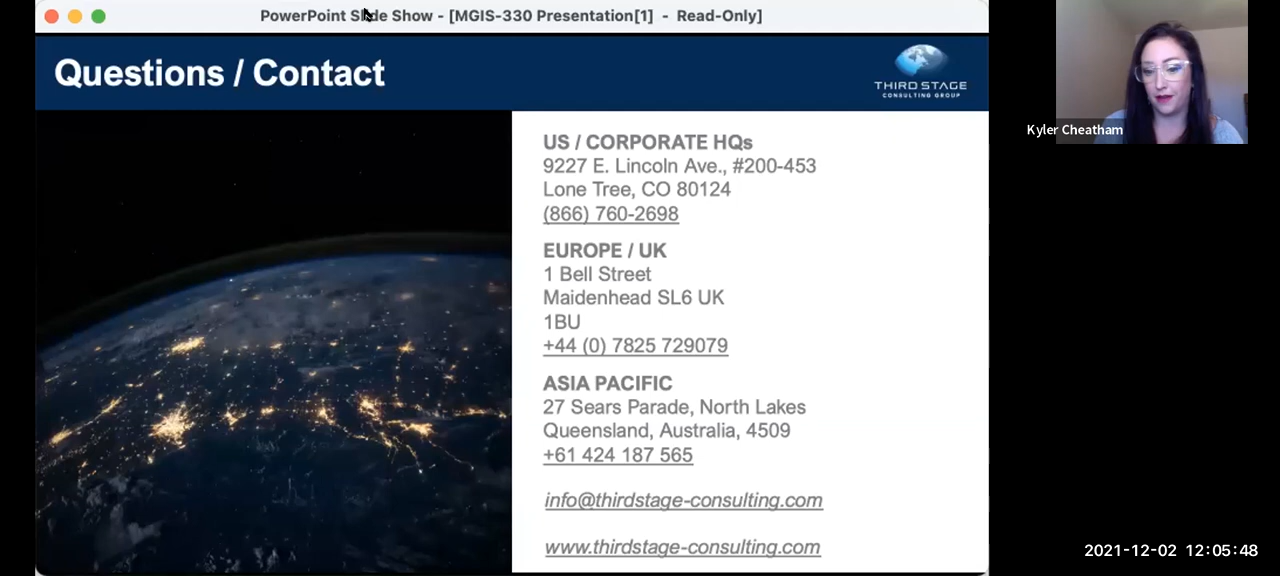 PowerPoint Slide Show - [MGIS-330 Presentation[1] - Read-Only]
Questions / Contact
THIRD STAGE
CONSULTING GROUP
US / CORPORATE HQs
9227 E. Lincoln Ave., #200-453
Lone Tree, CO 80124
(866) 760-2698
EUROPE / UK
1 Bell Street
Maidenhead SL6 UK
1BU
+44 (0) 7825 729079
ASIA PACIFIC
27 Sears Parade, North Lakes
Queensland, Australia, 4509
+61 424 187 565
info@thirdstage-consulting.com
www.thirdstage-consulting.com
Kyler Cheatham
2021-12-02 12:05:48